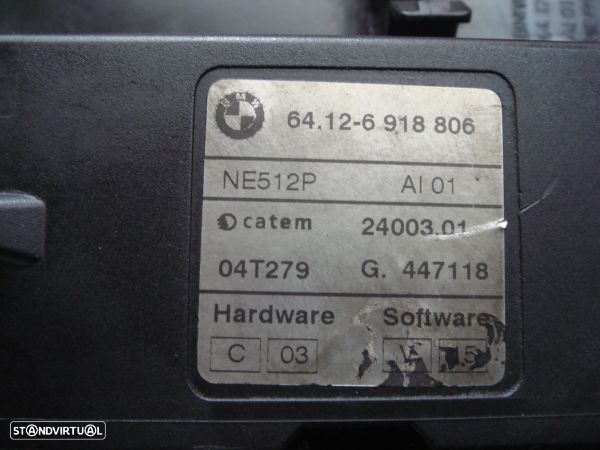 BMW
64.12-6 918 806
NE512P AI 01
catem 24003.01
04T279 G. 447118
Hardware Software
C 03
STANDVIRTUAL